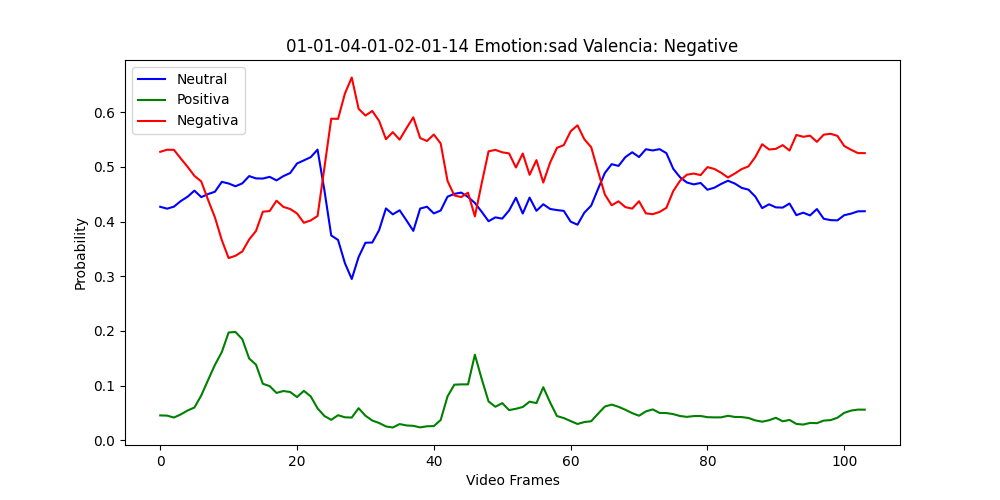 01-01-04-01-02-01-14 Emotion:sad Valencia: Negative
Neutral
Positiva
Negativa
0.6
0.5
0.4
0.3
0.2
0.1
0.0
Probability
0 20 40 60 80 100
Video Frames